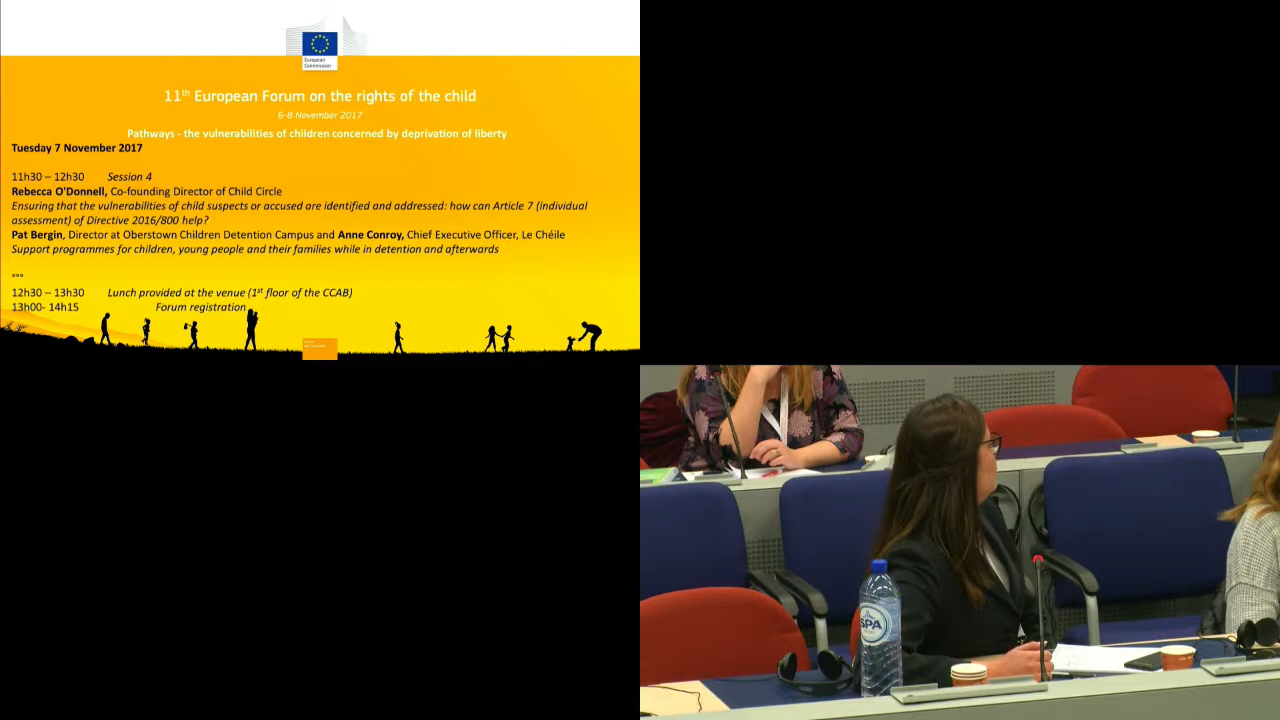 European
Commission
11th European Forum on the rights of the child
6-8 November 2017
Pathways - the vulnerabilities of children concerned by deprivation of liberty
Tuesday 7 November 2017
11h30 – 12h30 Session 4
Rebecca O'Donnell, Co-founding Director of Child Circle
Ensuring that the vulnerabilities of child suspects or accused are identified and addressed: how can Article 7 (individual
assessment) of Directive 2016/800 help?
Pat Bergin, Director at Oberstown Children Detention Campus and Anne Conroy, Chief Executive Officer, Le Chéile
Support programmes for children, young people and their families while in detention and afterwards
°°°
12h30 – 13h30 Lunch provided at the venue (1st floor of the CCAB)
13h00- 14h15 Forum registration
SPA